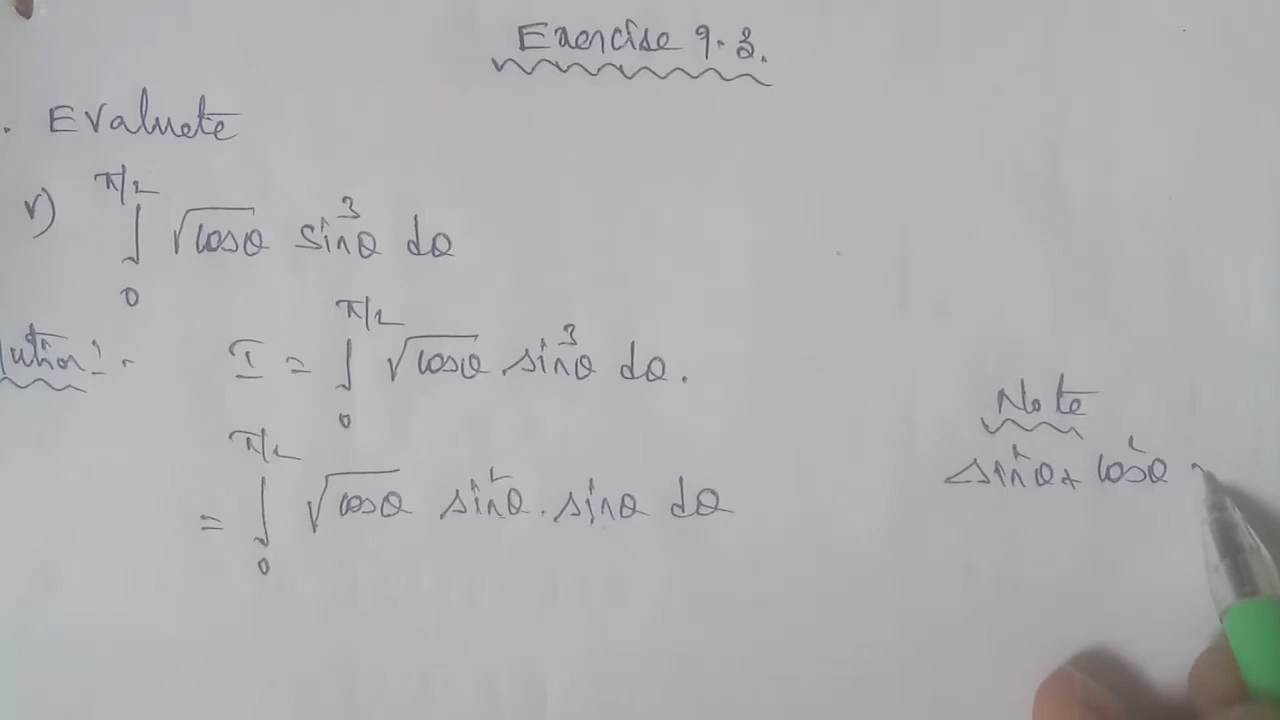 Exercise 9.3.
. Evaluate
v) ∫₀^(π/2) √cosθ sin³θ dθ
lution:- I = ∫₀^(π/2) √cosθ sin³θ dθ.
= ∫₀^(π/2) √cosθ sin²θ . sinθ dθ
Note
sin²θ + cos²θ